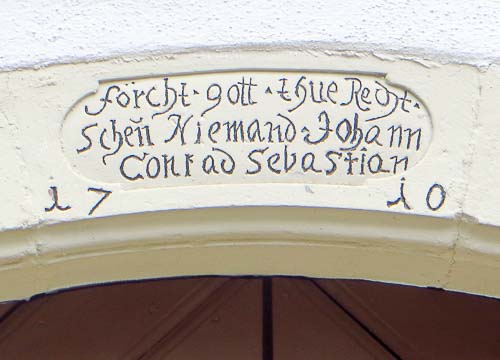 förcht · gott · thue Recht ·
scheü Niemand · Johann
Conrad Sebastian
17 10